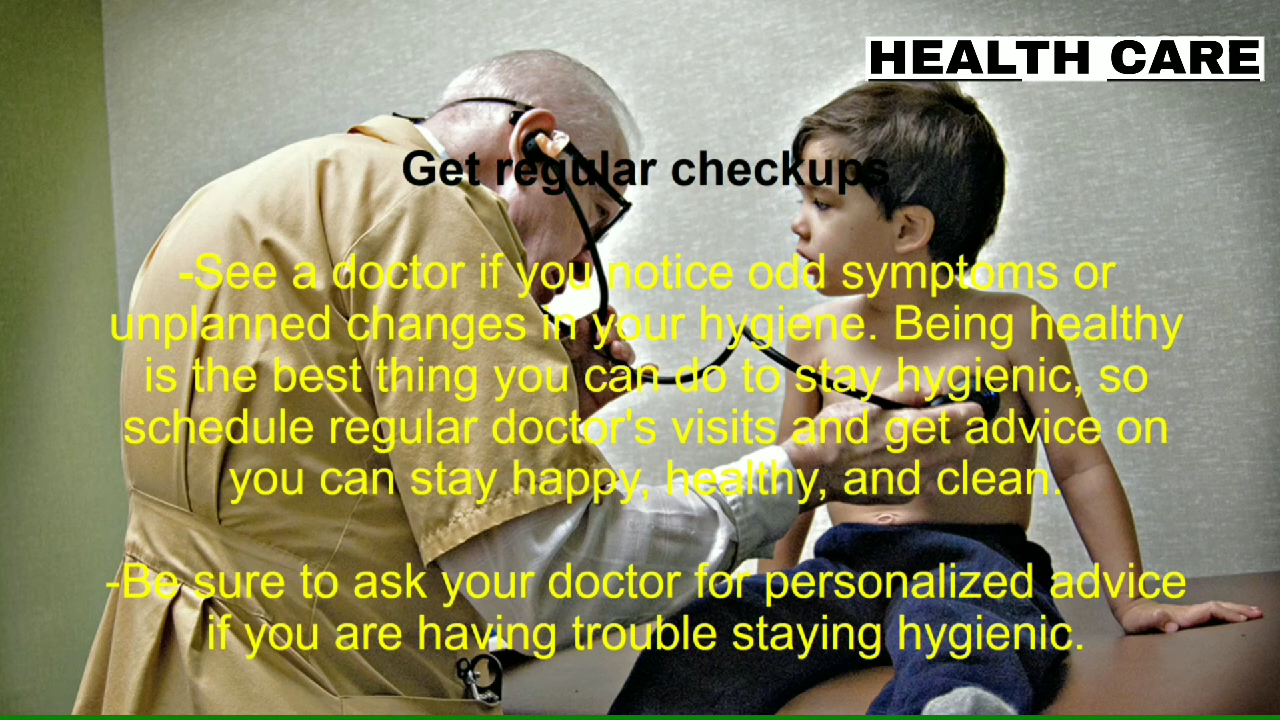 HEALTH CARE
Get regular checkups
-See a doctor if you notice odd symptoms or
unplanned changes in your hygiene. Being healthy
is the best thing you can do to stay hygienic, so
schedule regular doctor's visits and get advice on
you can stay happy, healthy, and clean.
-Be sure to ask your doctor for personalized advice
if you are having trouble staying hygienic.